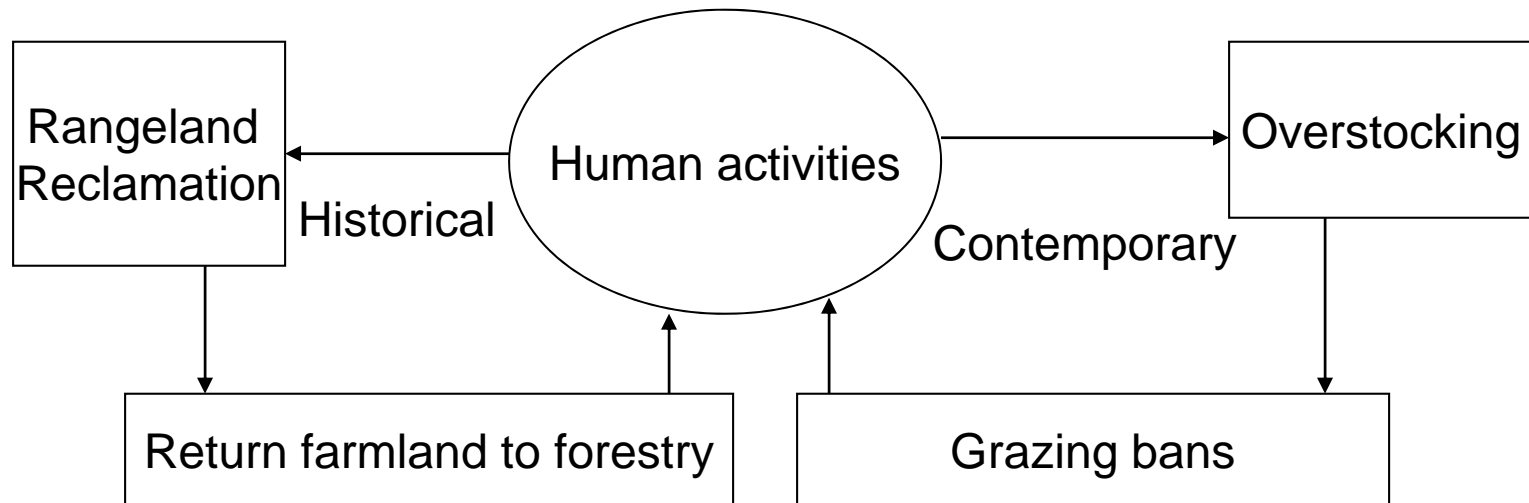 Rangeland
Reclamation
Historical
Human activities
Contemporary
Overstocking
Return farmland to forestry
Grazing bans